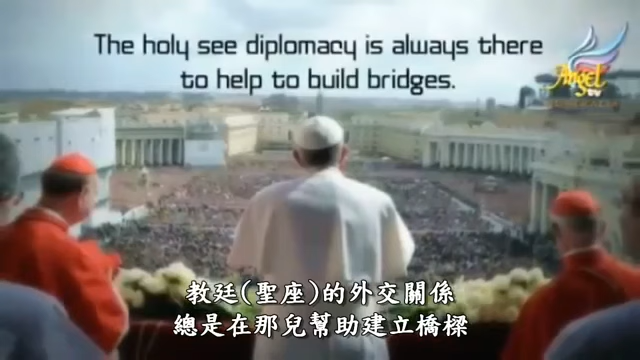 The holy see diplomacy is always there
to help to build bridges.
Angel
TV
教廷(聖座)的外交關係
總是在那兒幫助建立橋樑